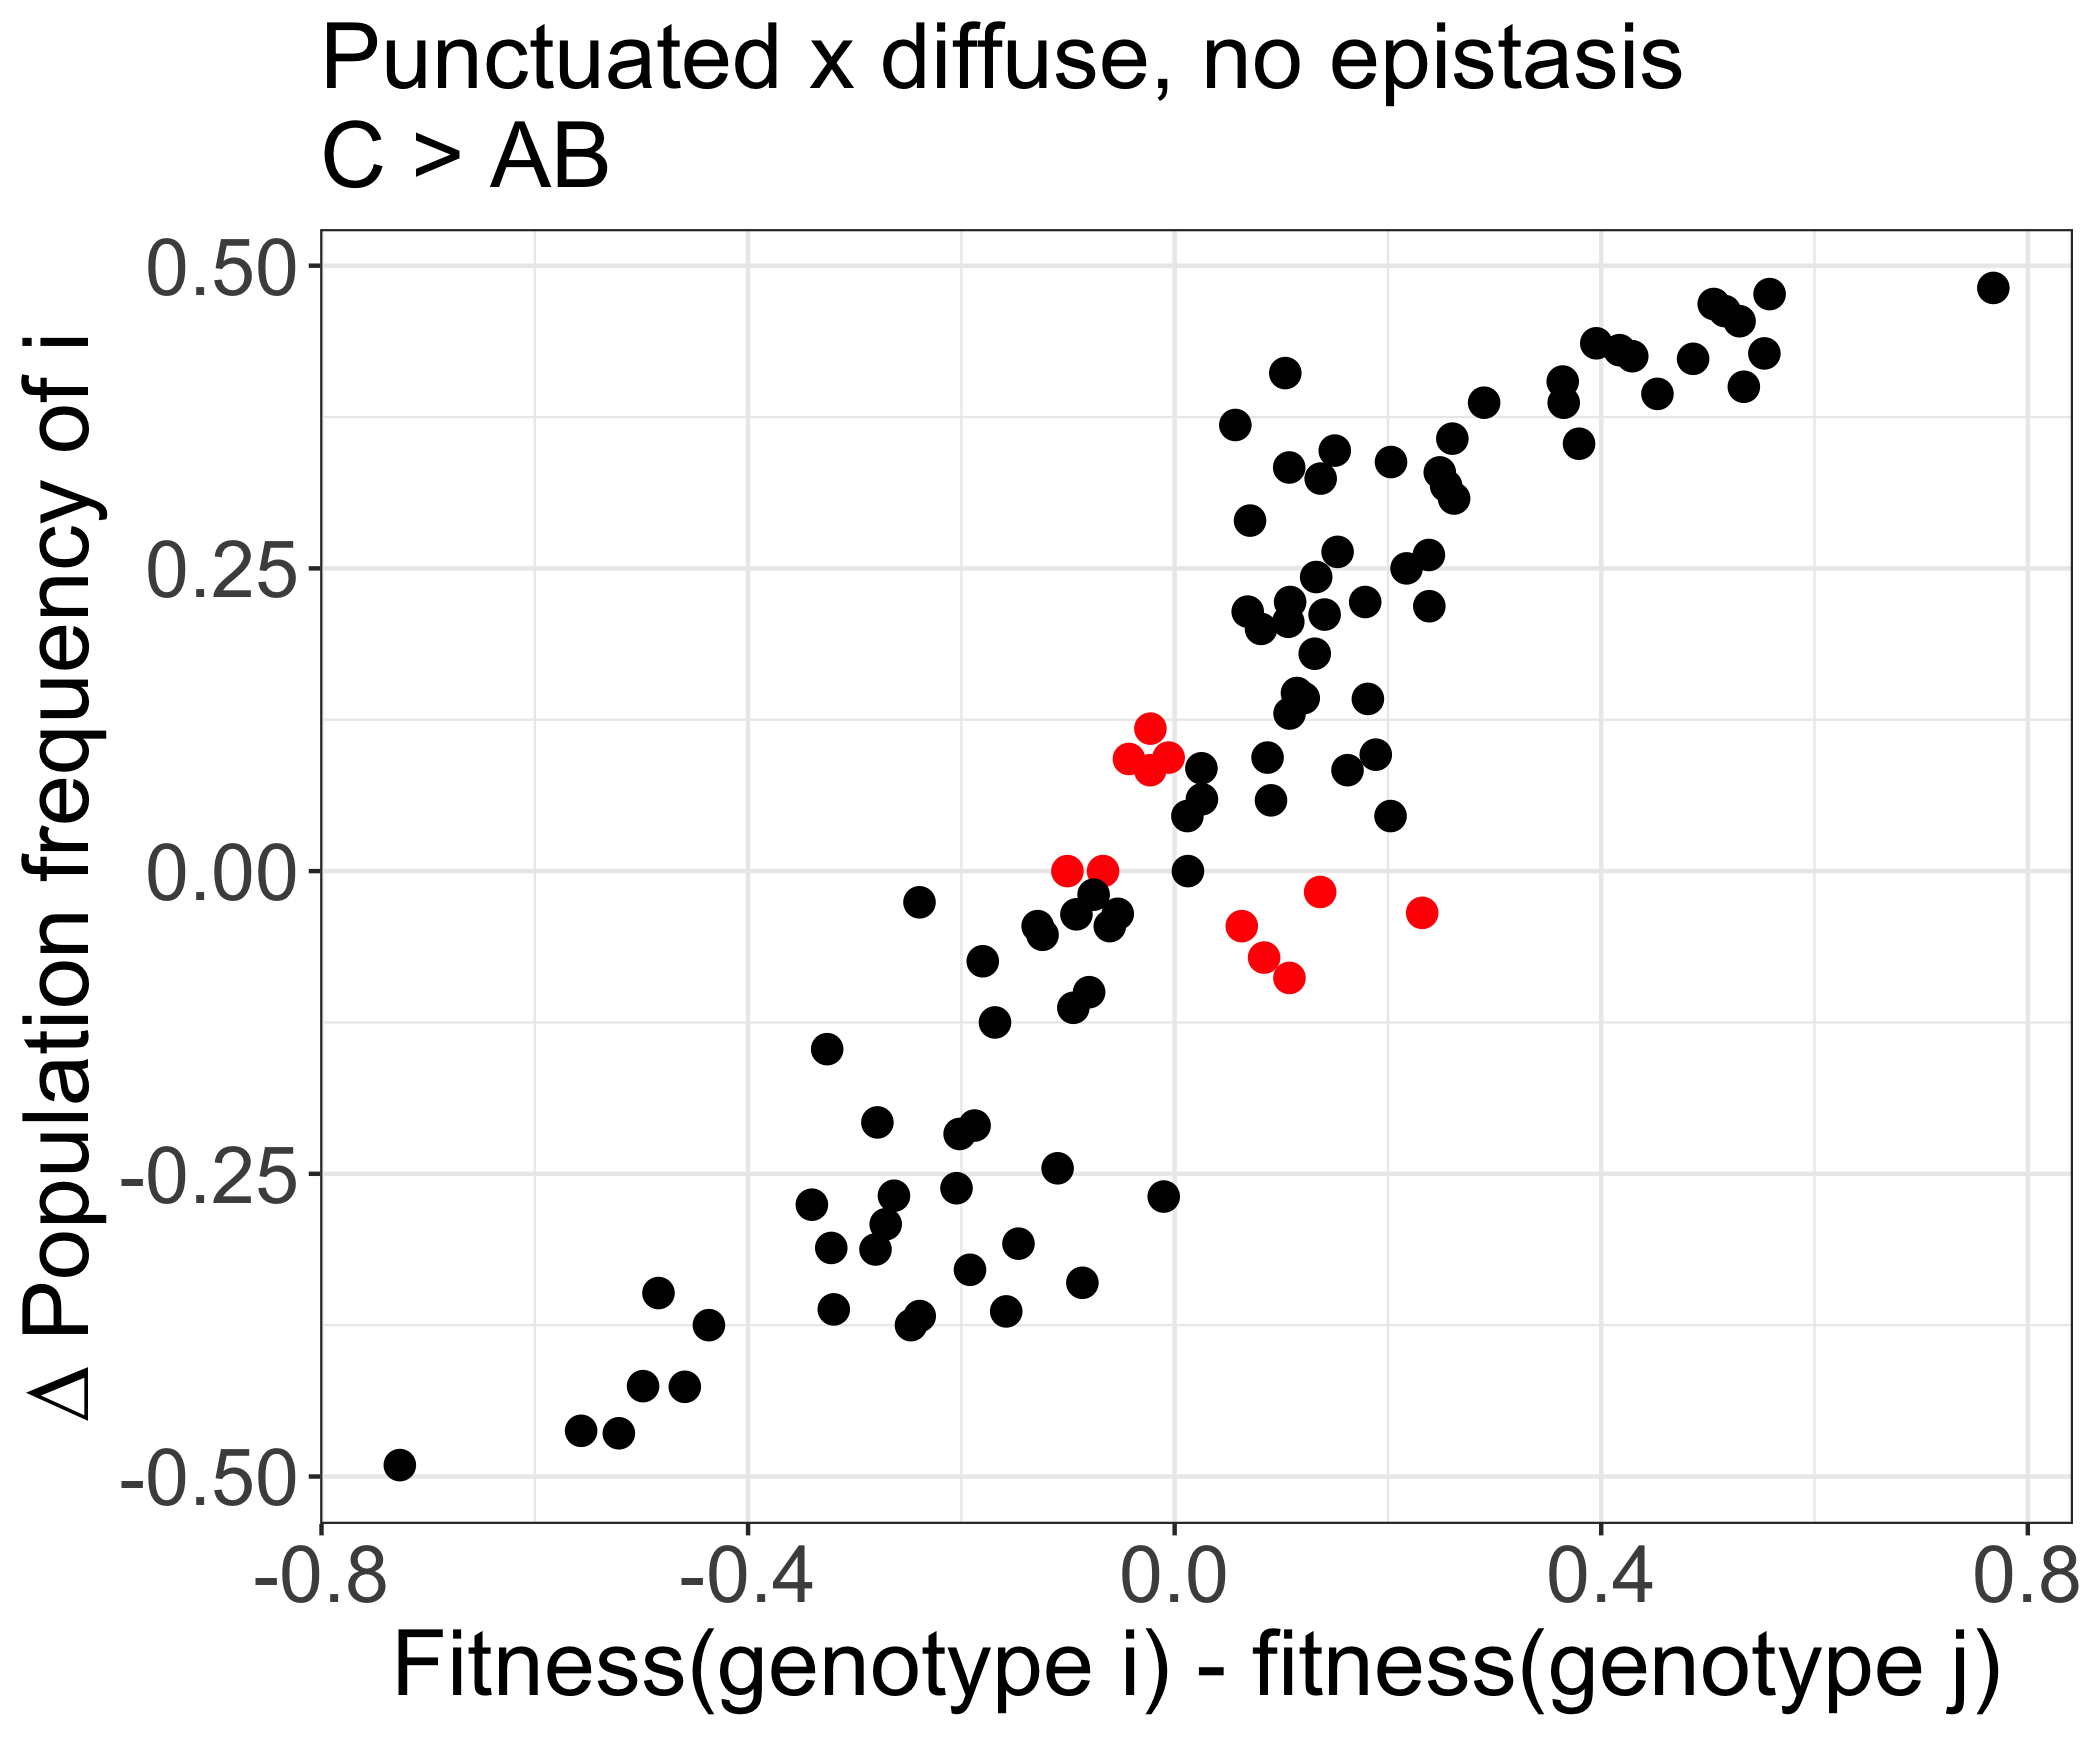 Punctuated x diffuse, no epistasis
C > AB
Δ Population frequency of i
0.50
0.25
0.00
-0.25
-0.50
-0.8
-0.4
0.0
0.4
0.8
Fitness(genotype i) - fitness(genotype j)